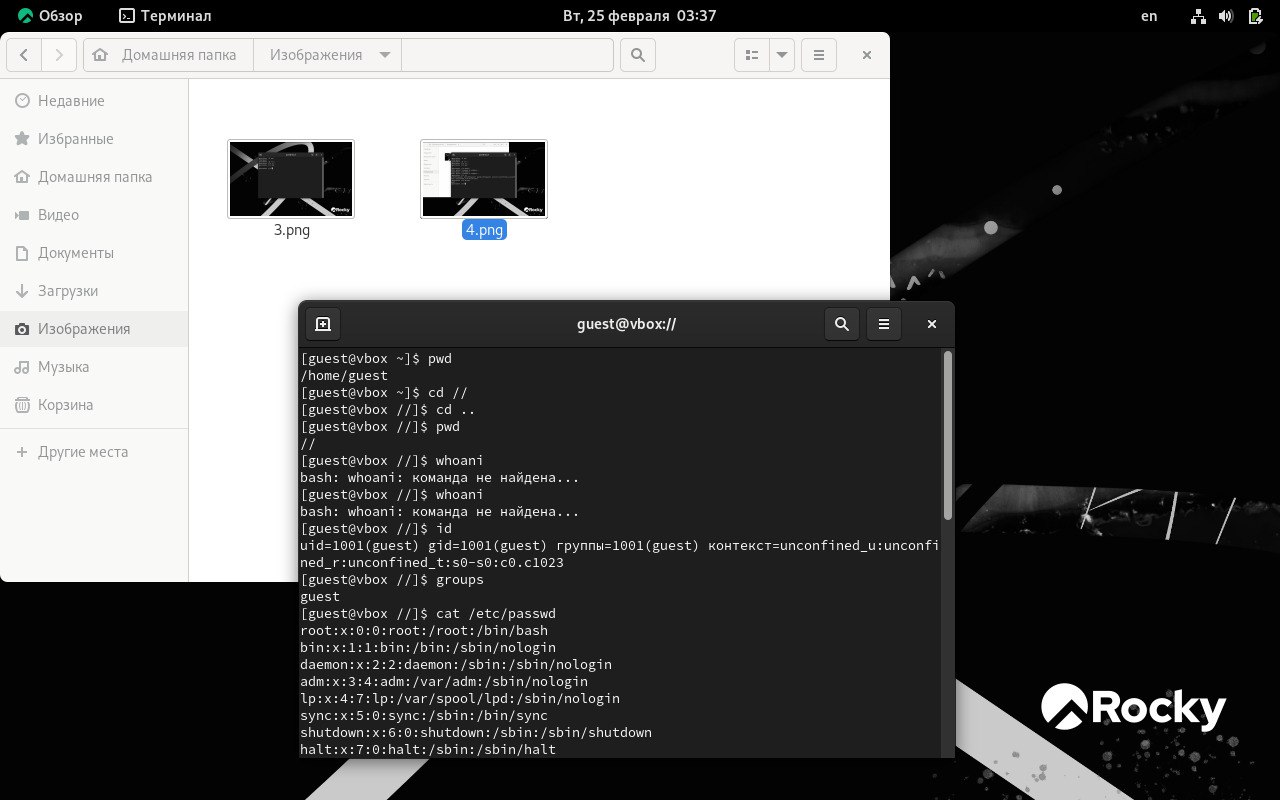 Обзор
Терминал
Вт, 25 февраля 03:37
en
Домашняя папка
Изображения
Недавние
Избранные
Домашняя папка
Видео
Документы
Загрузки
Изображения
Музыка
Корзина
Другие места
3.png
4.png
guest@vbox://
[guest@vbox ~]$ pwd
/home/guest
[guest@vbox ~]$ cd //
[guest@vbox //]$ cd ..
[guest@vbox //]$ pwd
//
[guest@vbox //]$ whoani
bash: whoani: команда не найдена...
[guest@vbox //]$ whoani
bash: whoani: команда не найдена...
[guest@vbox //]$ id
uid=1001(guest) gid=1001(guest) группы=1001(guest) контекст=unconfined_u:unconfi
ned_r:unconfined_t:s0-s0:c0.c1023
[guest@vbox //]$ groups
guest
[guest@vbox //]$ cat /etc/passwd
root:x:0:0:root:/root:/bin/bash
bin:x:1:1:bin:/bin:/sbin/nologin
daemon:x:2:2:daemon:/sbin:/sbin/nologin
adm:x:3:4:adm:/var/adm:/sbin/nologin
lp:x:4:7:lp:/var/spool/lpd:/sbin/nologin
sync:x:5:0:sync:/sbin:/bin/sync
shutdown:x:6:0:shutdown:/sbin:/sbin/shutdown
halt:x:7:0:halt:/sbin:/sbin/halt
Rocky